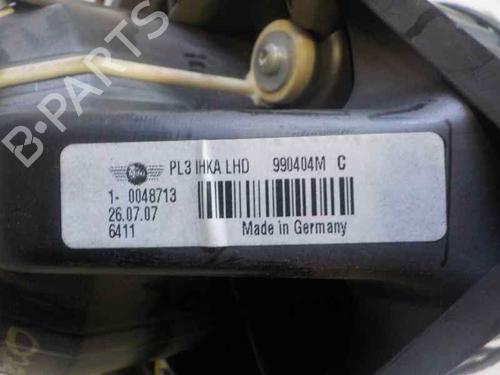 B-PARTS
PL3 IHKA LHD 990404M C
1- 0048713
26.07.07
6411
Made in Germany